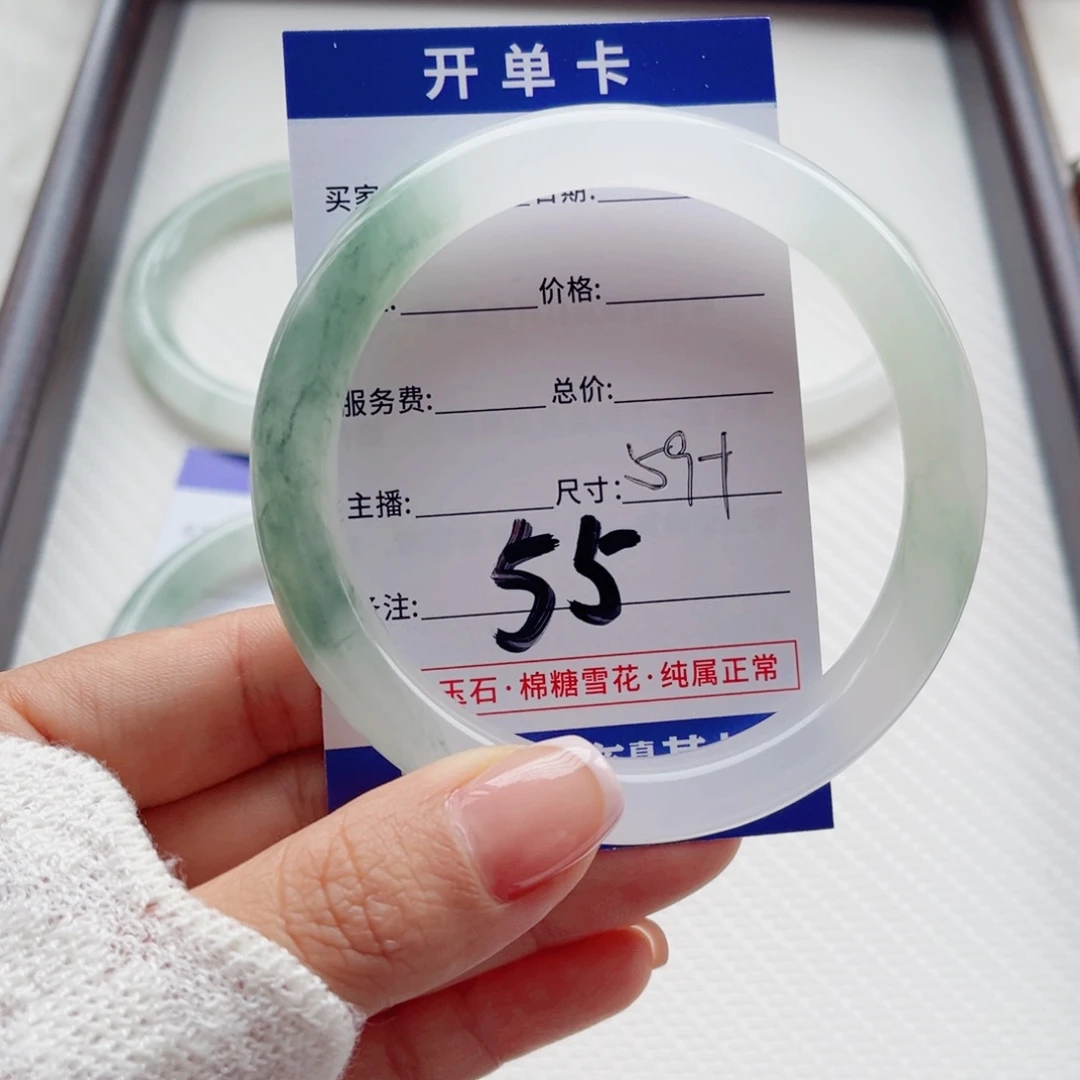 开单卡
买家 日期:
价格:
服务费: 总价:
主播: 尺寸: 59+
55
注:
玉石·棉糖雪花·纯属正常